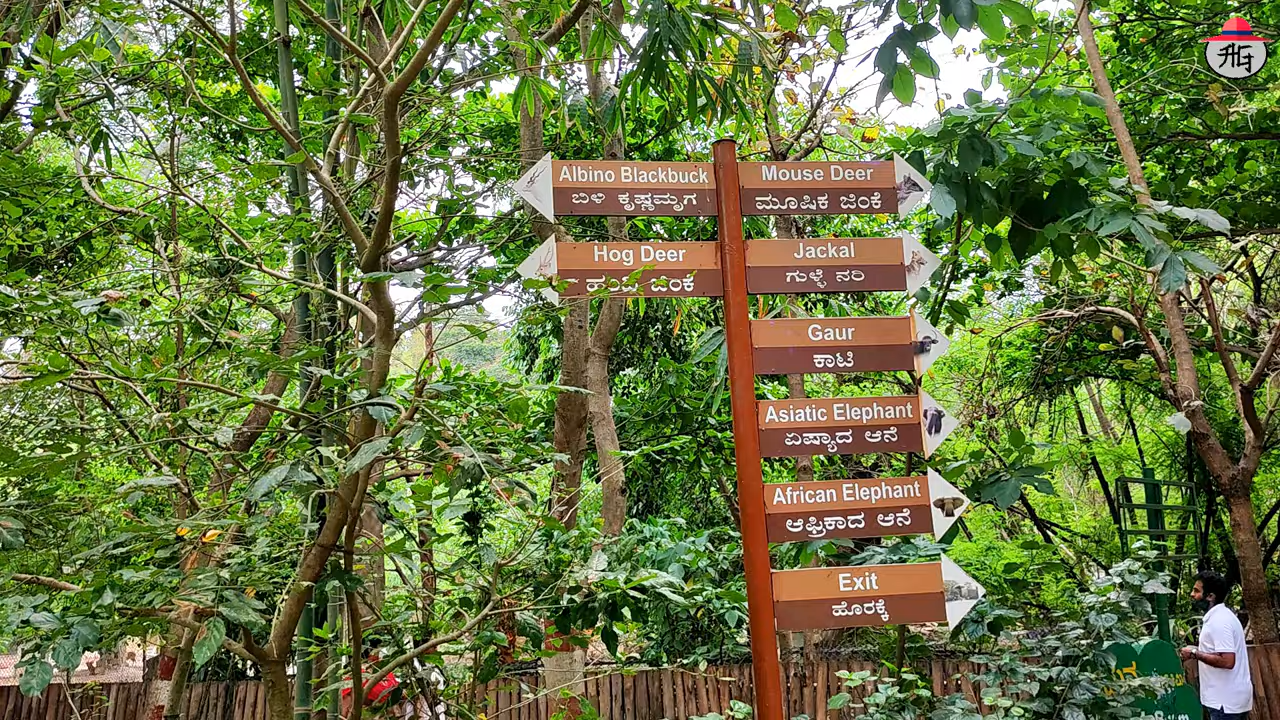 Albino Blackbuck
ಬಿಳಿ ಕೃಷ್ಣಮೃಗ
Mouse Deer
ಮೂಷಿಕ ಜಿಂಕೆ
Hog Deer
ಜಿಂಕೆ
Jackal
ಗುಳ್ಳೆ ನರಿ
Gaur
ಕಾಟಿ
Asiatic Elephant
ಏಷ್ಯಾದ ಆನೆ
African Elephant
ಆಫ್ರಿಕಾದ ಆನೆ
Exit
ಹೊರಕ್ಕೆ